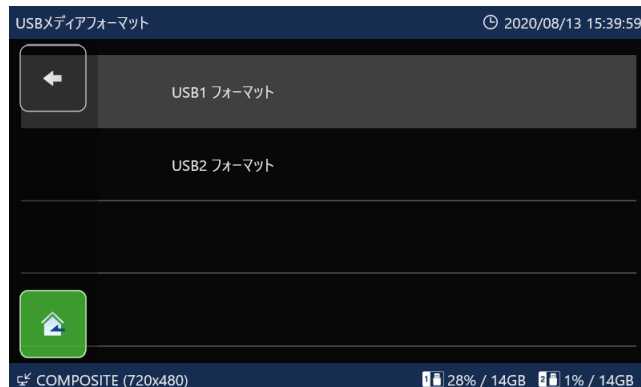 USBメディアフォーマット 2020/08/13 15:39:59
USB1 フォーマット
USB2 フォーマット
COMPOSITE (720x480) 1 28% / 14GB 2 1% / 14GB